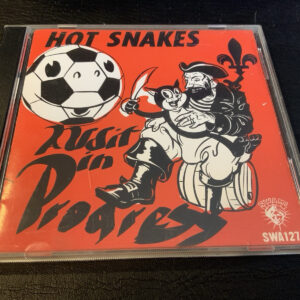 HOT SNAKES
Audit
in
Progress
SWA127